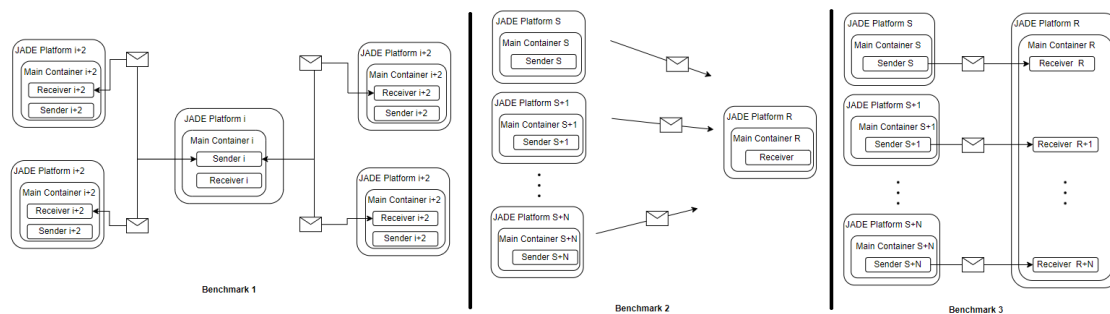 JADE Platform i+2
Main Container i+2
Receiver i+2
Sender i+2
JADE Platform i+2
Main Container i+2
Receiver i+2
Sender i+2
JADE Platform i
Main Container i
Sender i
Receiver i
JADE Platform i+2
Main Container i+2
Receiver i+2
Sender i+2
JADE Platform i+2
Main Container i+2
Receiver i+2
Sender i+2
Benchmark 1
JADE Platform S
Main Container S
Sender S
JADE Platform S+1
Main Container S+1
Sender S+1
JADE Platform S+N
Main Container S+N
Sender S+N
JADE Platform R
Main Container R
Receiver
Benchmark 2
JADE Platform S
Main Container S
Sender S
JADE Platform S+1
Main Container S+1
Sender S+1
JADE Platform S+N
Main Container S+N
Sender S+N
JADE Platform R
Main Container R
Receiver R
Receiver R+1
Receiver R+N
Benchmark 3